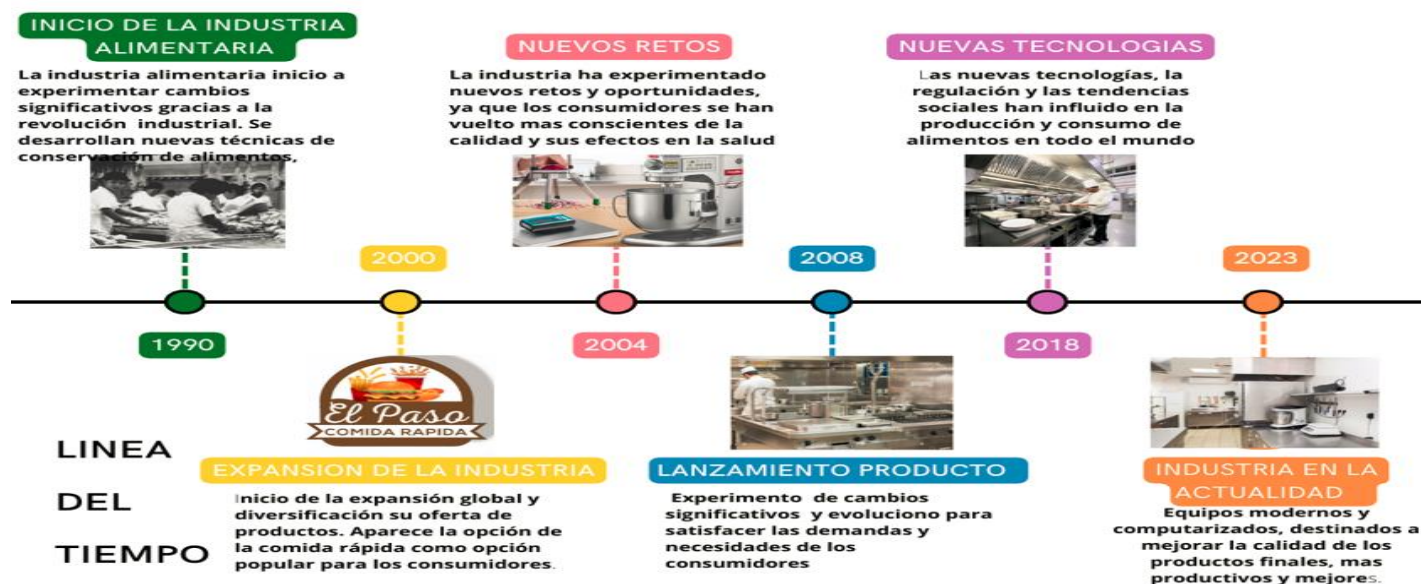 INICIO DE LA INDUSTRIA
ALIMENTARIA
La industria alimentaria inicio a
experimentar cambios
significativos gracias a la
revolución industrial. Se
desarrollan nuevas técnicas de
conservación de alimentos,
1990
2000
El Paso
COMIDA RAPIDA
EXPANSION DE LA INDUSTRIA
Inicio de la expansión global y
diversificación su oferta de
productos. Aparece la opción de
la comida rápida como opción
popular para los consumidores.
NUEVOS RETOS
La industria ha experimentado
nuevos retos y oportunidades,
ya que los consumidores se han
vuelto mas conscientes de la
calidad y sus efectos en la salud
2004
2008
LANZAMIENTO PRODUCTO
Experimento de cambios
significativos y evoluciono para
satisfacer las demandas y
necesidades de los
consumidores
NUEVAS TECNOLOGIAS
Las nuevas tecnologías, la
regulación y las tendencias
sociales han influido en la
producción y consumo de
alimentos en todo el mundo
2018
2023
INDUSTRIA EN LA
ACTUALIDAD
Equipos modernos y
computarizados, destinados a
mejorar la calidad de los
productos finales, mas
productivos y mejores.
LINEA
DEL
TIEMPO